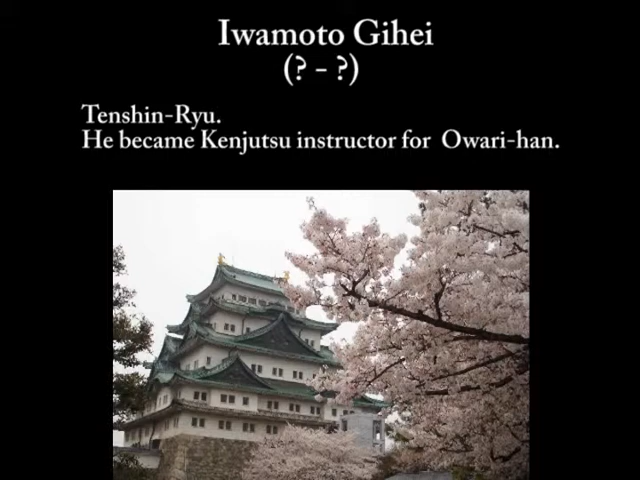 Iwamoto Gihei
(? - ?)
Tenshin-Ryu.
He became Kenjutsu instructor for Owari-han.